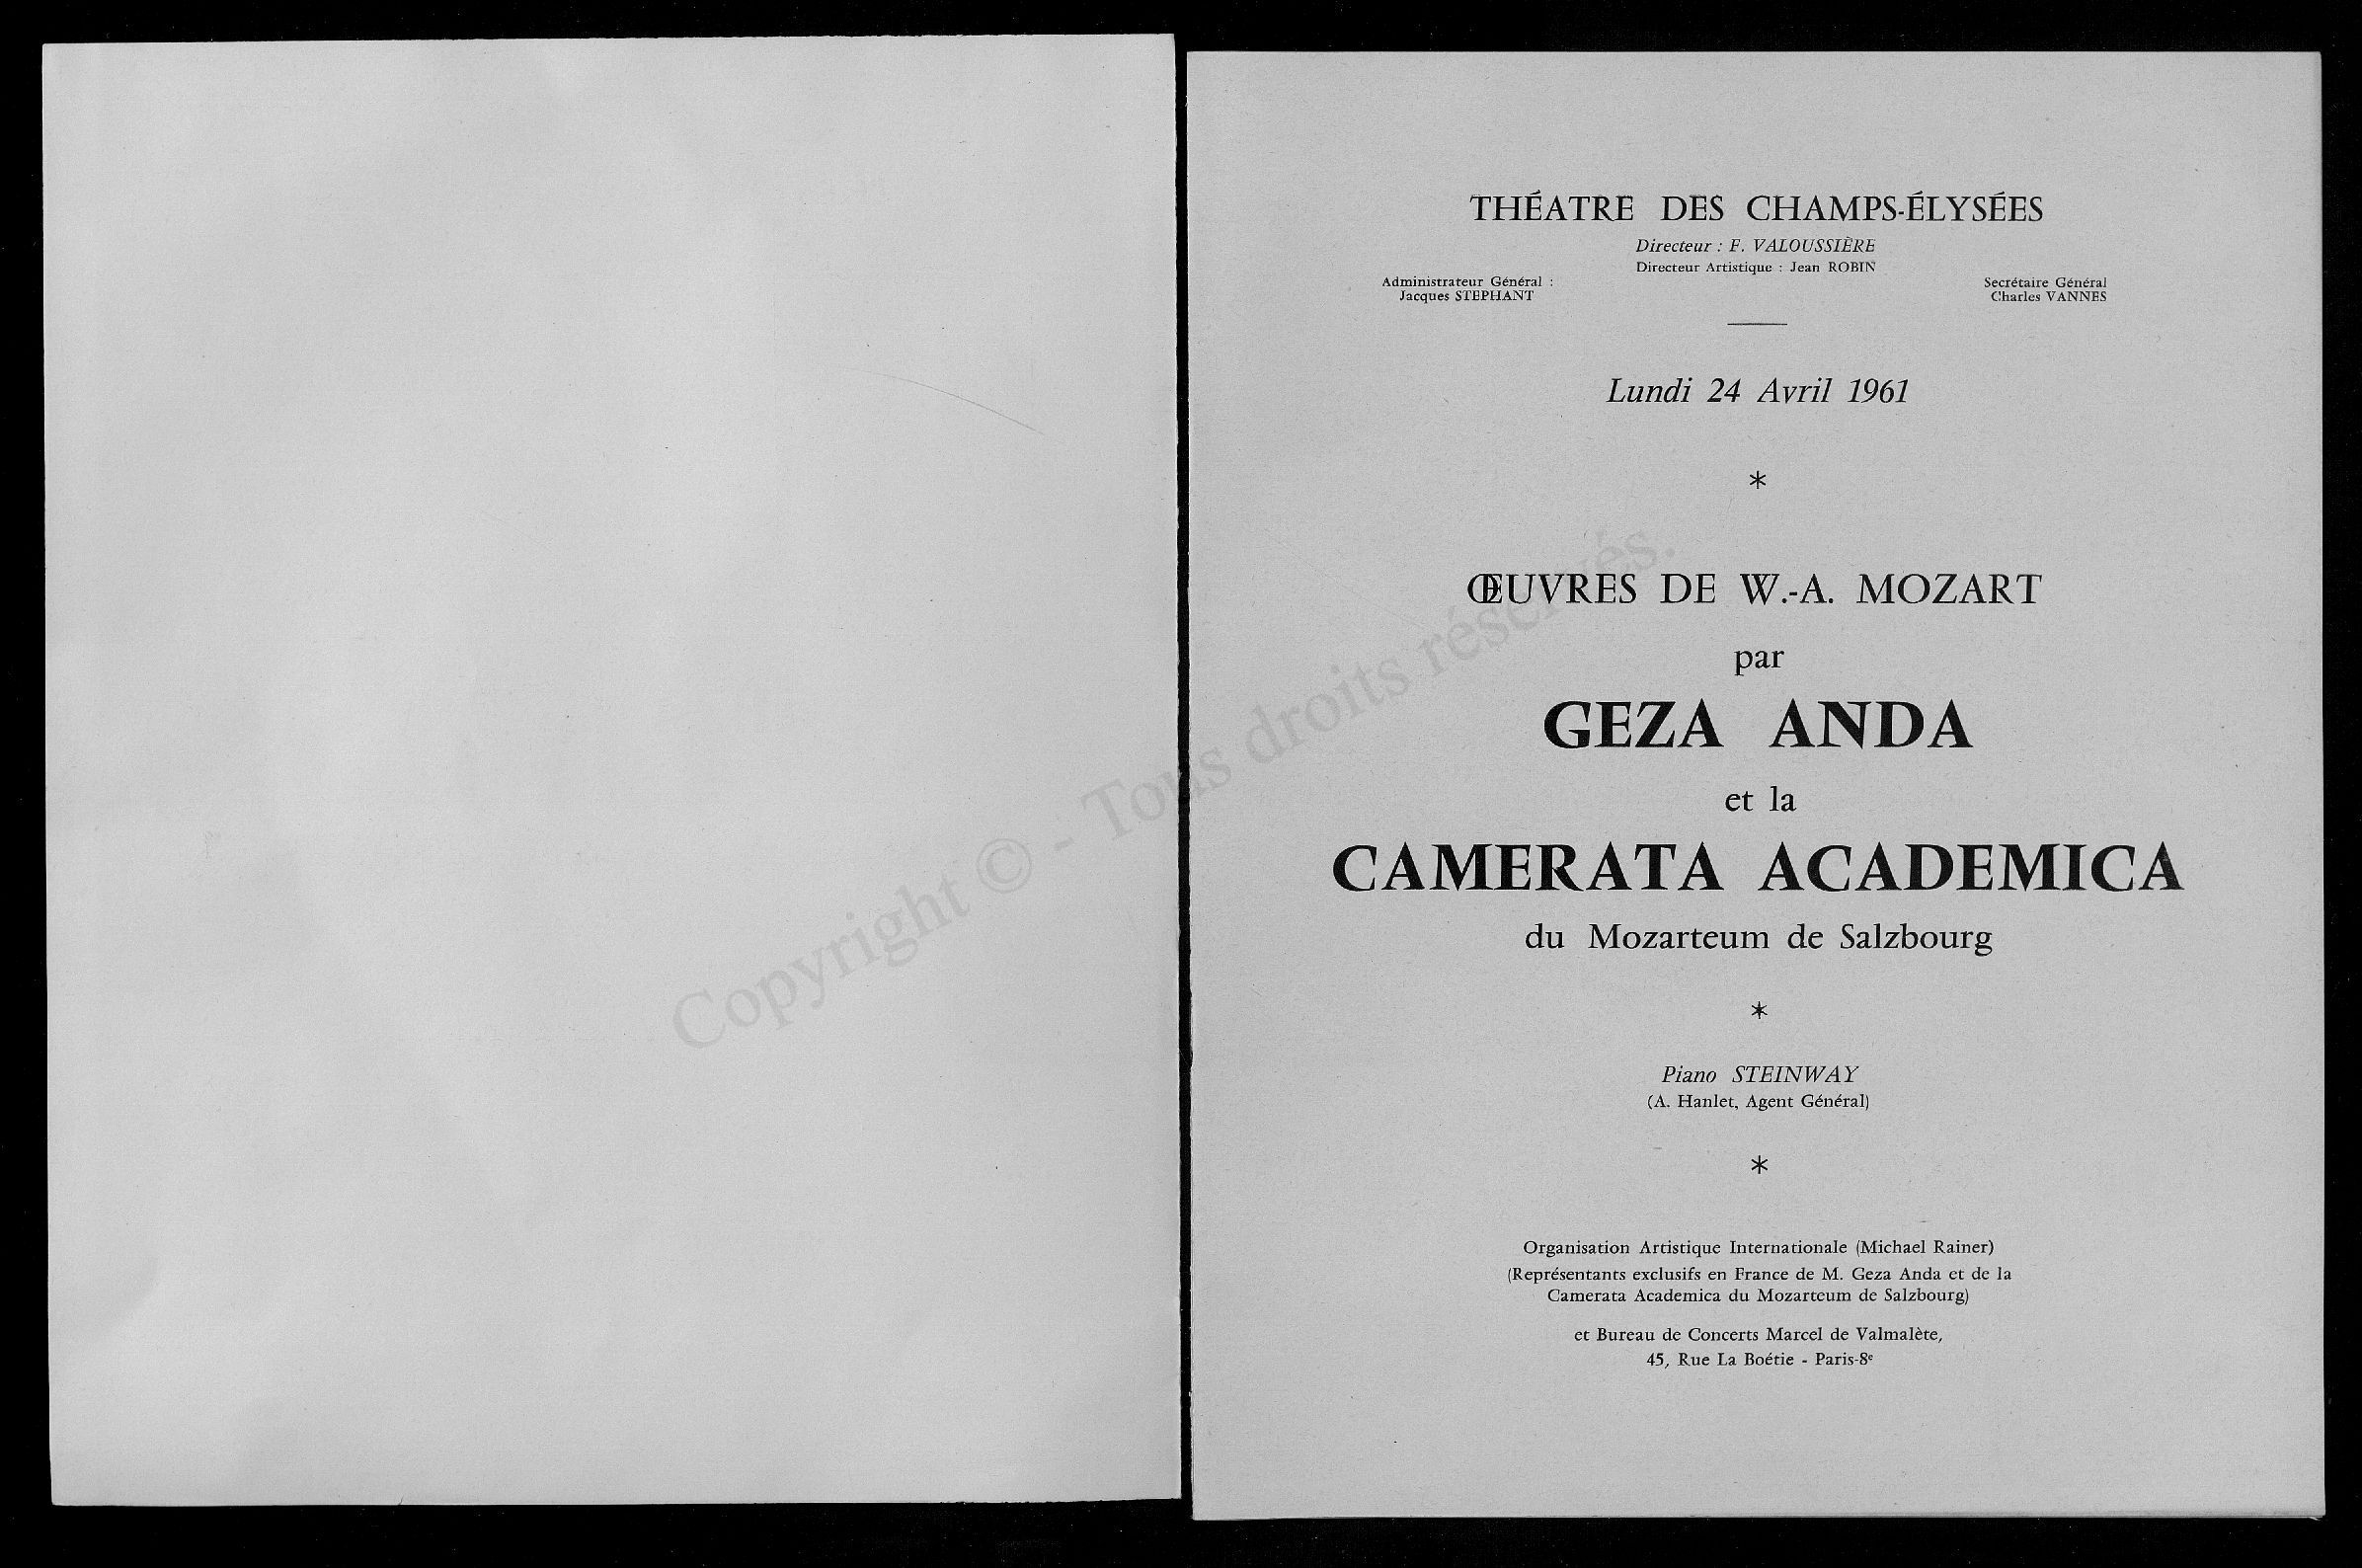 THÉATRE DES CHAMPS-ÉLYSÉES
Directeur : F. VALOUSSIÈRE
Directeur Artistique : Jean ROBIN
Administrateur Général :
Jacques STEPHANT
Secrétaire Général
Charles VANNES
Lundi 24 Avril 1961
*
ŒUVRES DE W.-A. MOZART
par
GEZA ANDA
et la
CAMERATA ACADEMICA
du Mozarteum de Salzbourg
*
Piano STEINWAY
(A. Hanlet, Agent Général)
*
Organisation Artistique Internationale (Michael Rainer)
(Représentants exclusifs en France de M. Geza Anda et de la
Camerata Academica du Mozarteum de Salzbourg)
et Bureau de Concerts Marcel de Valmalète,
45, Rue La Boétie - Paris-8e
Copyright © - Tous droits réservés.